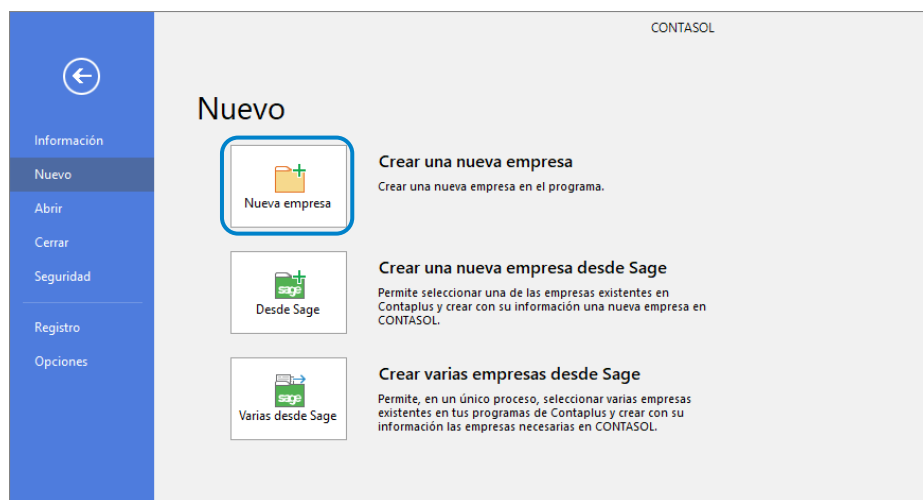 CONTASOL
Información
Nuevo
Abrir
Cerrar
Seguridad
Registro
Opciones
Nuevo
Nueva empresa
Crear una nueva empresa
Crear una nueva empresa en el programa.
sage
Desde Sage
Crear una nueva empresa desde Sage
Permite seleccionar una de las empresas existentes en
Contaplus y crear con su información una nueva empresa en
CONTASOL.
sage
Varias desde Sage
Crear varias empresas desde Sage
Permite, en un único proceso, seleccionar varias empresas
existentes en tus programas de Contaplus y crear con su
información las empresas necesarias en CONTASOL.